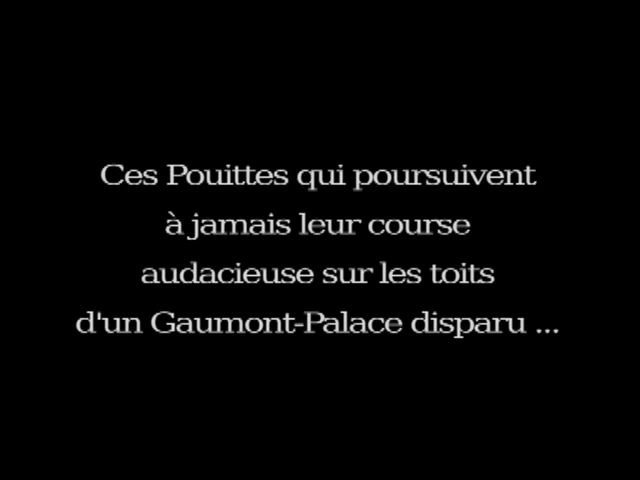 Ces Pouittes qui poursuivent
à jamais leur course
audacieuse sur les toits
d'un Gaumont-Palace disparu ...